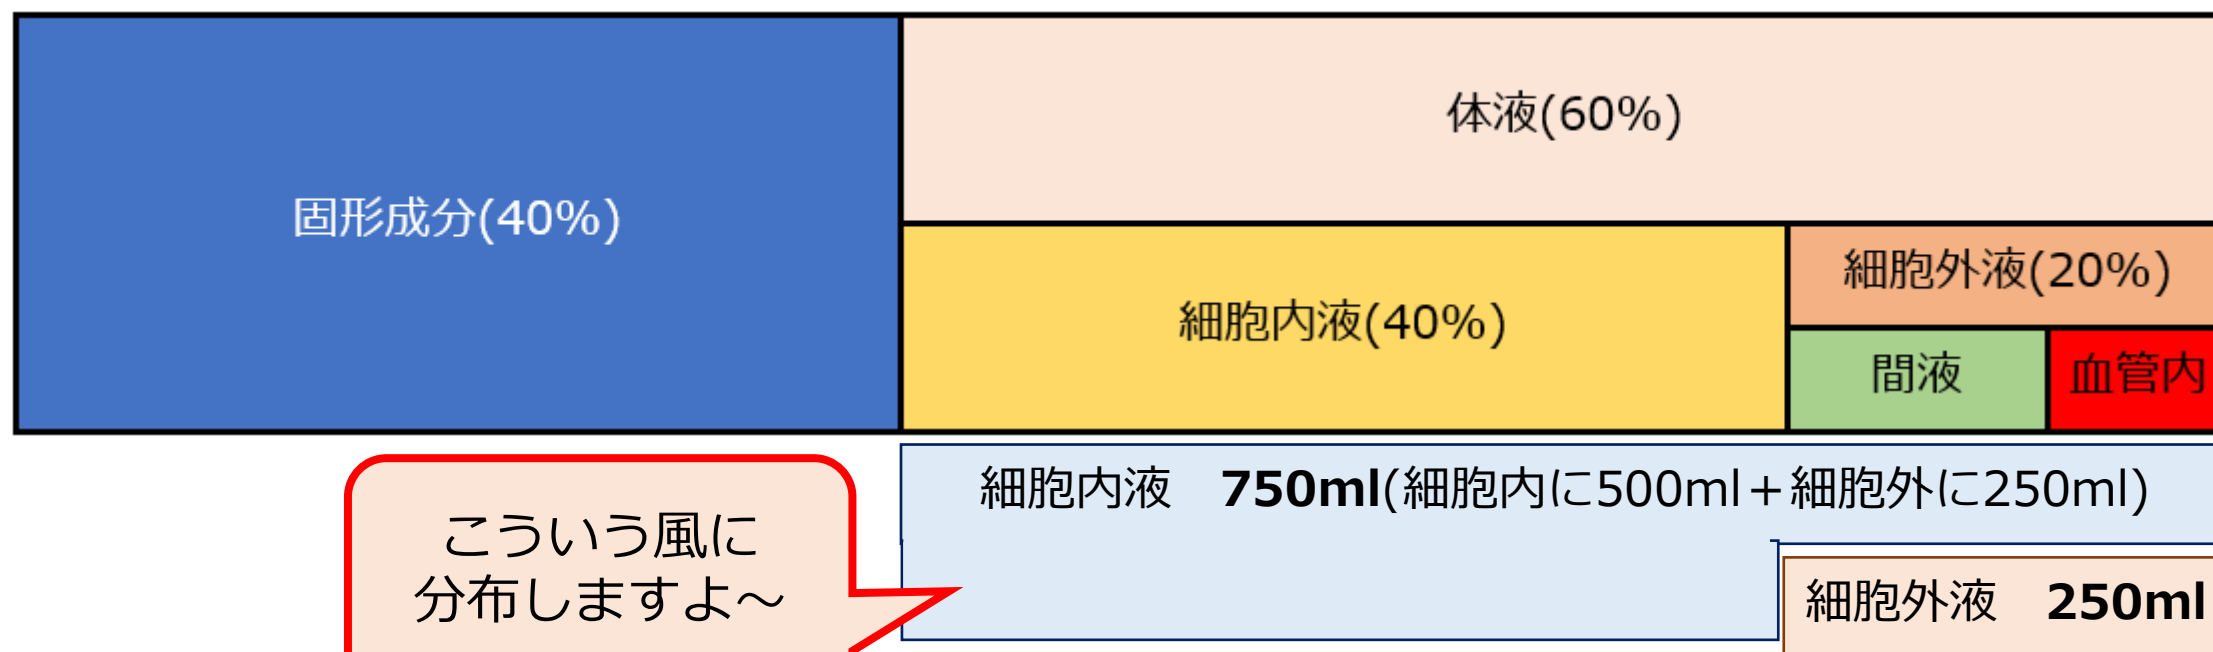 体液(60%)
固形成分(40%)
細胞外液(20%)
細胞内液(40%)
間液
血管内
細胞内液　750ml(細胞内に500ml＋細胞外に250ml)
こういう風に
分布しますよ～
細胞外液　250ml